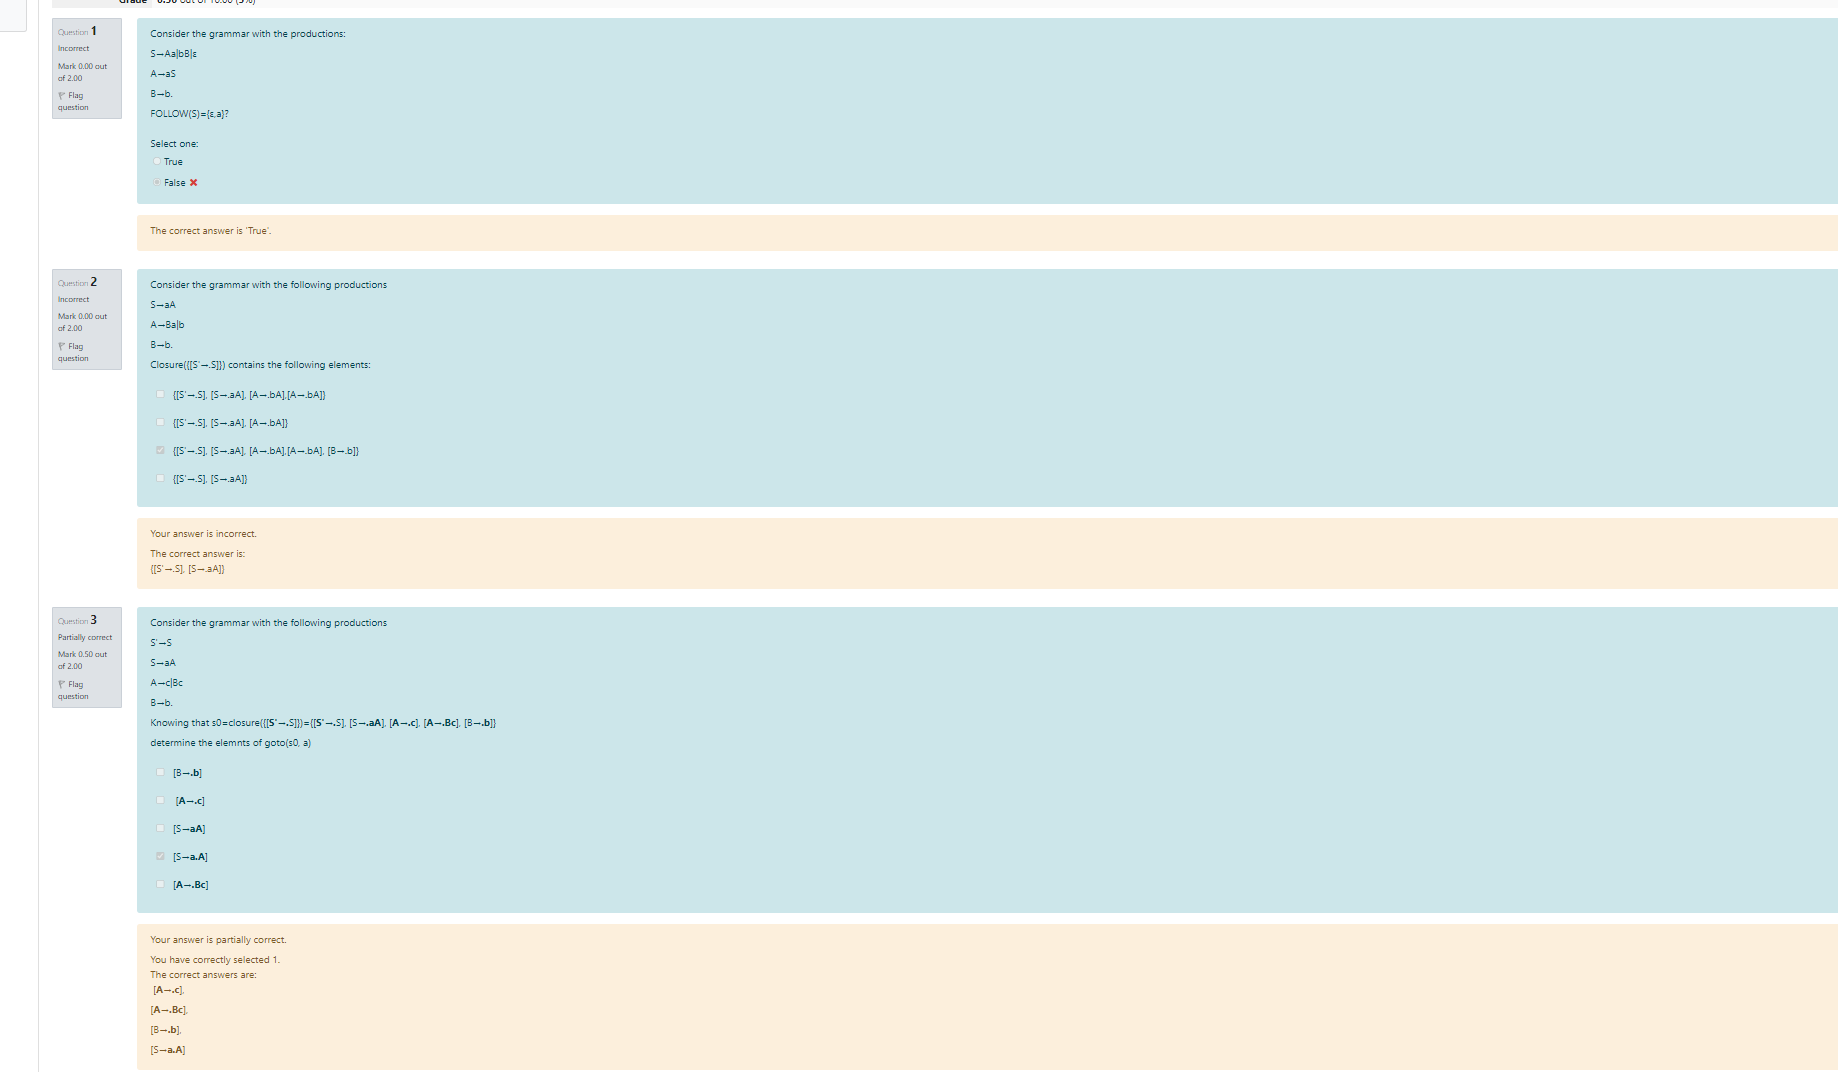 Grade 0.50 out of 10.00 (5%)
Question 1
Incorrect
Mark 0.00 out of 2.00
Flag question
Consider the grammar with the productions:
S→Aa|bB|ε
A→aS
B→b.
FOLLOW(S)={ε,a}?
Select one:
True
False
The correct answer is 'True'.
Question 2
Incorrect
Mark 0.00 out of 2.00
Flag question
Consider the grammar with the following productions
S→aA
A→Ba|b
B→b.
Closure({[S'→.S]}) contains the following elements:
{[S'→.S], [S→.aA], [A→.bA],[A→.bA]}
{[S'→.S], [S→.aA], [A→.bA]}
{[S'→.S], [S→.aA], [A→.bA],[A→.bA], [B→.b]}
{[S'→.S], [S→.aA]}
Your answer is incorrect.
The correct answer is:
{[S'→.S], [S→.aA]}
Question 3
Partially correct
Mark 0.50 out of 2.00
Flag question
Consider the grammar with the following productions
S'→S
S→aA
A→c|Bc
B→b.
Knowing that s0=closure({[S'→.S]})={[S'→.S], [S→.aA], [A→.c], [A→.Bc], [B→.b]}
determine the elemnts of goto(s0, a)
[B→.b]
[A→.c]
[S→aA]
[S→a.A]
[A→.Bc]
Your answer is partially correct.
You have correctly selected 1.
The correct answers are:
[A→.c],
[A→.Bc],
[B→.b],
[S→a.A]